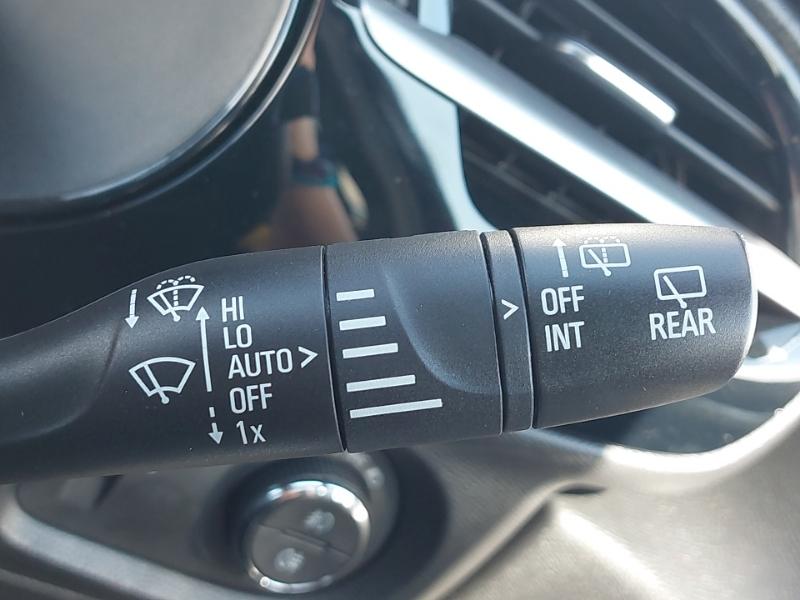 HI
LO
AUTO >
OFF
1x
>
OFF
INT
REAR